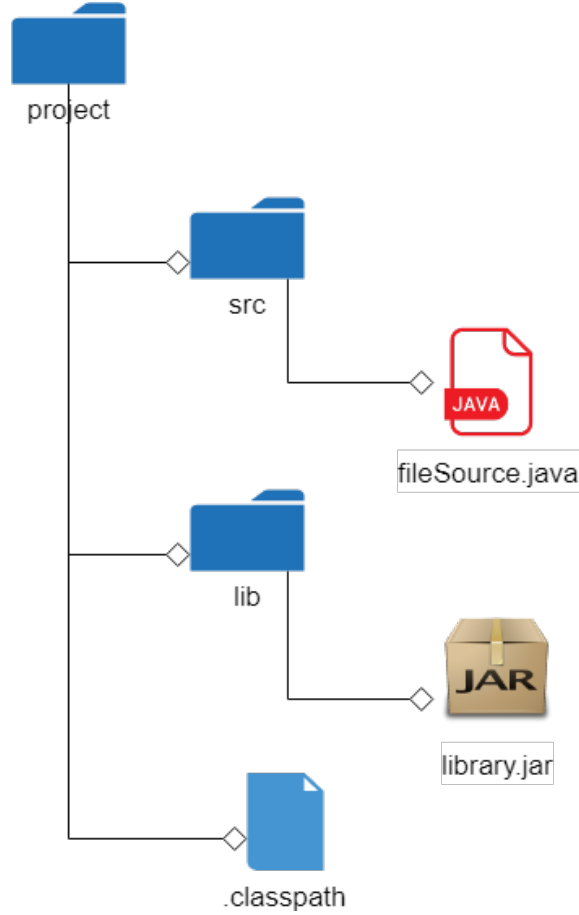 project
src
JAVA
fileSource.java
lib
JAR
library.jar
.classpath